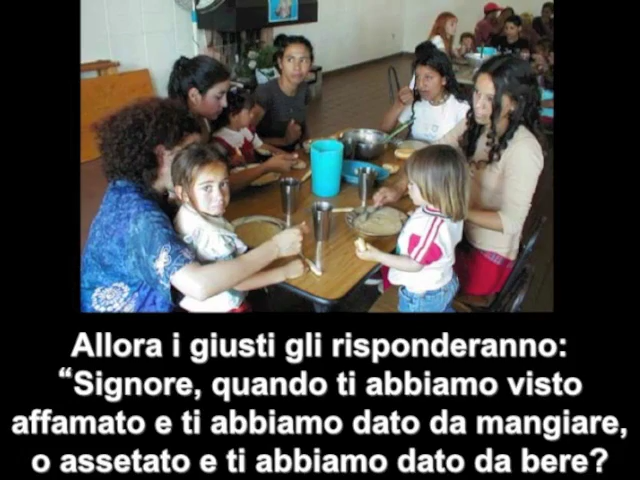 Allora i giusti gli risponderanno:
“Signore, quando ti abbiamo visto
affamato e ti abbiamo dato da mangiare,
o assetato e ti abbiamo dato da bere?